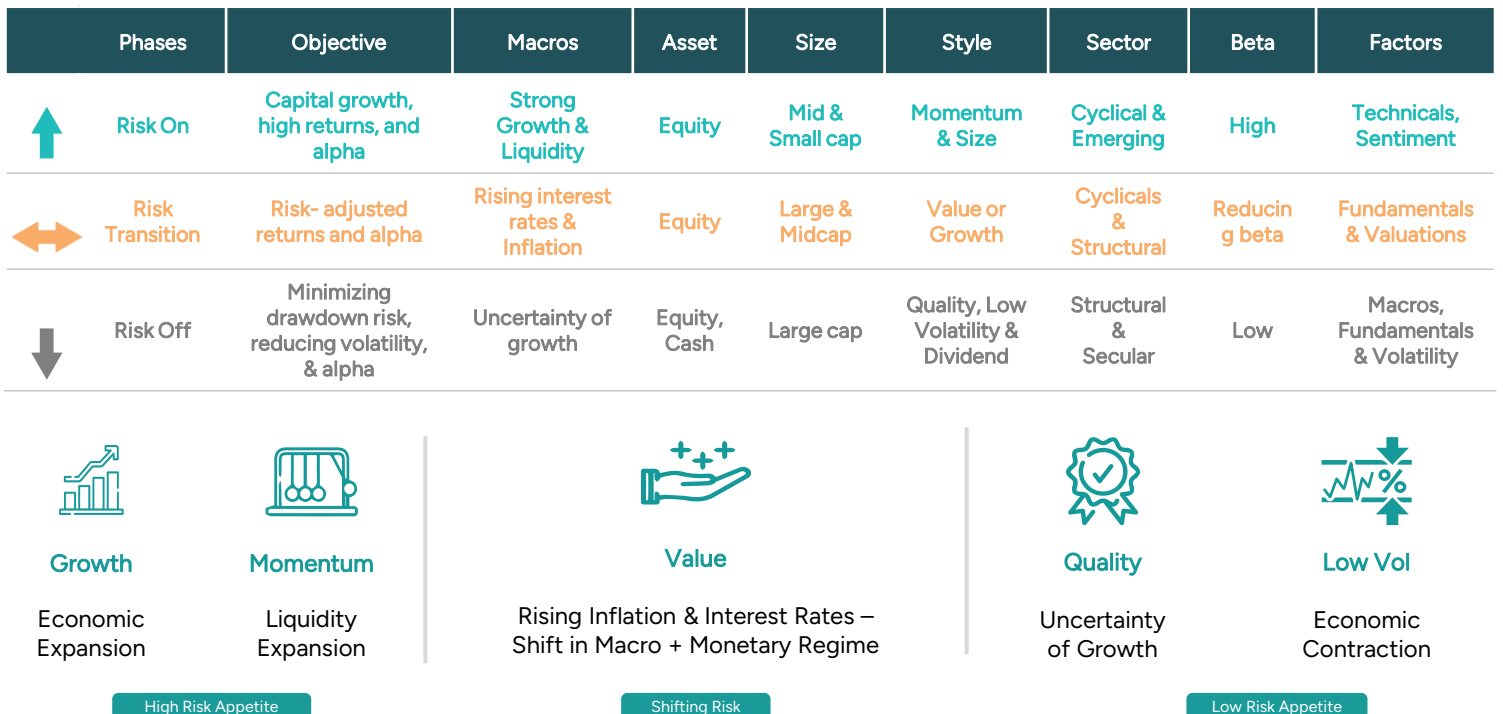 Phases Objective Macros Asset Size Style Sector Beta Factors
Risk On
Capital growth,
high returns, and
alpha
Strong
Growth &
Liquidity
Equity
Mid &
Small cap
Momentum
& Size
Cyclical &
Emerging
High
Technicals,
Sentiment
Risk
Transition
Risk- adjusted
returns and alpha
Rising interest
rates &
Inflation
Equity
Large &
Midcap
Value or
Growth
Cyclicals
&
Structural
Reducin
g beta
Fundamentals
& Valuations
Risk Off
Minimizing
drawdown risk,
reducing volatility,
& alpha
Uncertainty of
growth
Equity,
Cash
Large cap
Quality, Low
Volatility &
Dividend
Structural
&
Secular
Low
Macros,
Fundamentals
& Volatility
Growth
Economic
Expansion
Momentum
Liquidity
Expansion
Value
Rising Inflation & Interest Rates –
Shift in Macro + Monetary Regime
Quality
Uncertainty
of Growth
%
Low Vol
Economic
Contraction
High Risk Appetite
Shifting Risk
Low Risk Appetite